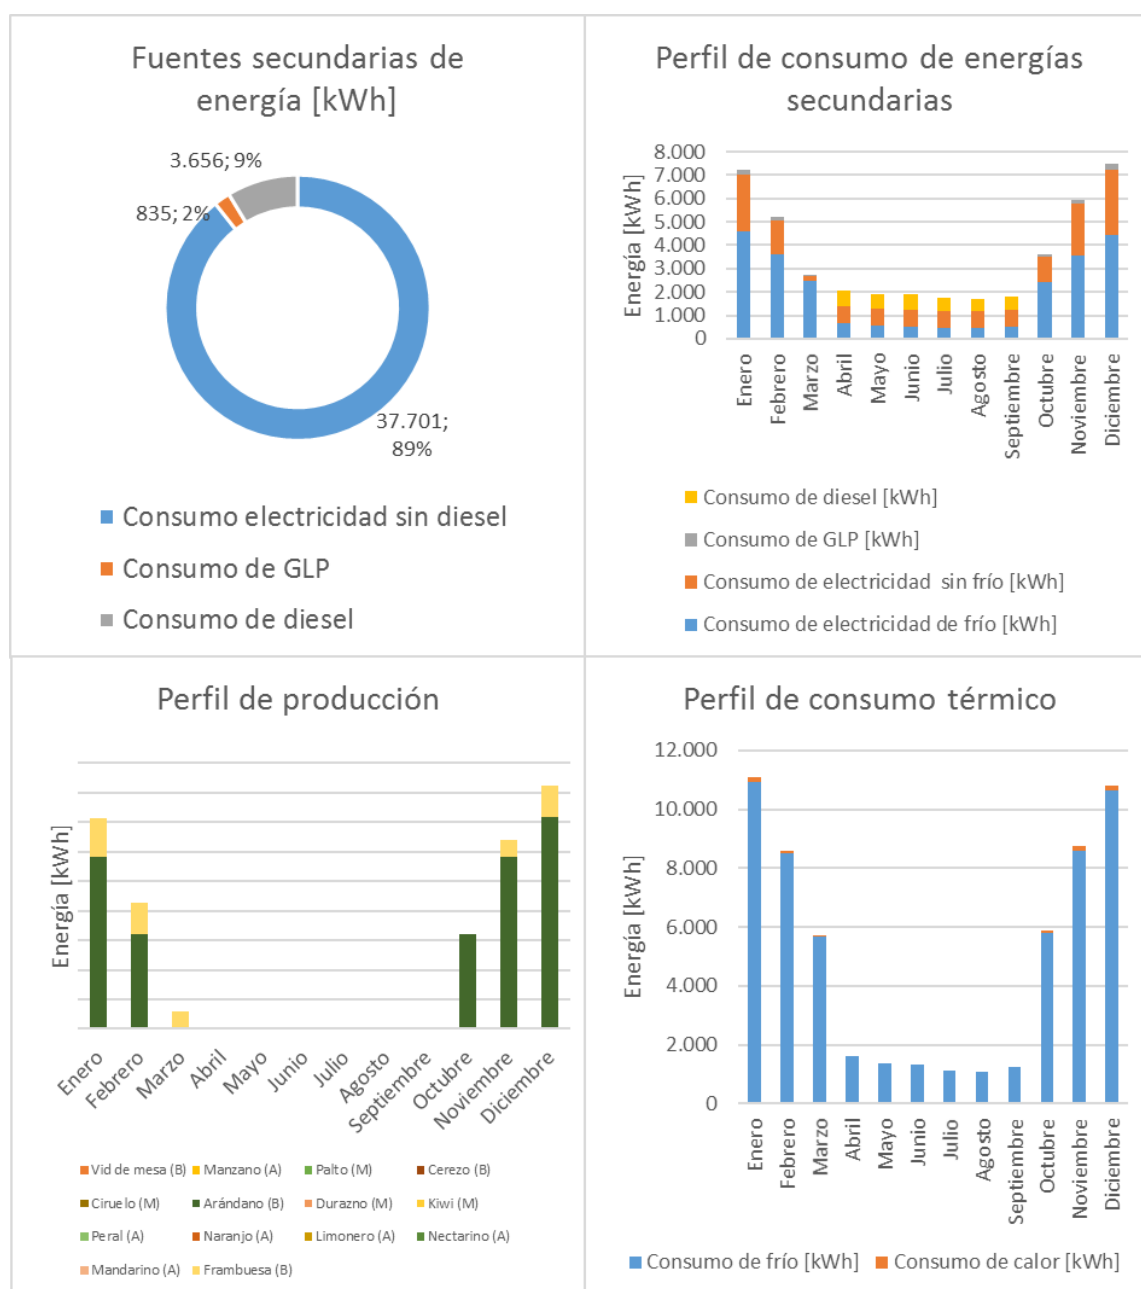 Fuentes secundarias de
energía [kWh]
3.656; 9%
835; 2%
37.701;
89%
Consumo electricidad sin diesel
Consumo de GLP
Consumo de diesel
Perfil de consumo de energías
secundarias
Energía [kWh]
8.000
7.000
6.000
5.000
4.000
3.000
2.000
1.000
0
Enero
Febrero
Marzo
Abril
Mayo
Junio
Julio
Agosto
Septiembre
Octubre
Noviembre
Diciembre
Consumo de diesel [kWh]
Consumo de GLP [kWh]
Consumo de electricidad sin frío [kWh]
Consumo de electricidad de frío [kWh]
Perfil de producción
Energía [kWh]
Enero
Febrero
Marzo
Abril
Mayo
Junio
Julio
Agosto
Septiembre
Octubre
Noviembre
Diciembre
Vid de mesa (B) Manzano (A) Palto (M) Cerezo (B)
Ciruelo (M) Arándano (B) Durazno (M) Kiwi (M)
Peral (A) Naranjo (A) Limonero (A) Nectarino (A)
Mandarino (A) Frambuesa (B)
Perfil de consumo térmico
Energía [kWh]
12.000
10.000
8.000
6.000
4.000
2.000
0
Enero
Febrero
Marzo
Abril
Mayo
Junio
Julio
Agosto
Septiembre
Octubre
Noviembre
Diciembre
Consumo de frío [kWh] Consumo de calor [kWh]